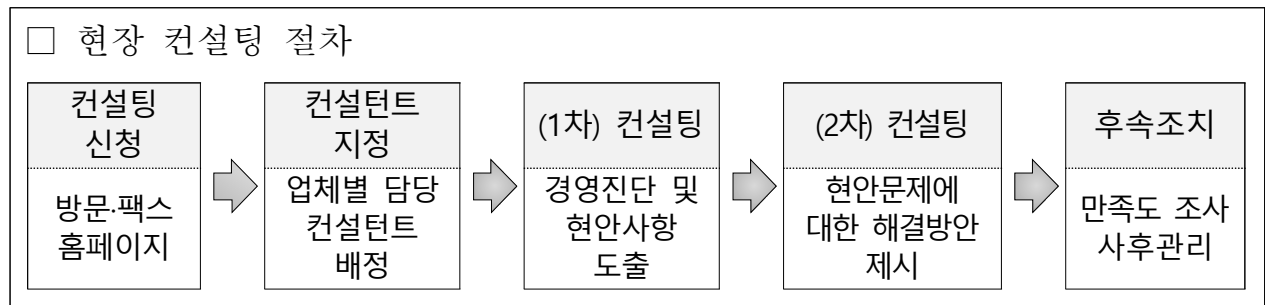 □ 현장 컨설팅 절차
컨설팅
신청
방문·팩스
홈페이지
컨설턴트
지정
업체별 담당
컨설턴트
배정
(1차) 컨설팅
경영진단 및
현안사항
도출
(2차) 컨설팅
현안문제에
대한 해결방안
제시
후속조치
만족도 조사
사후관리